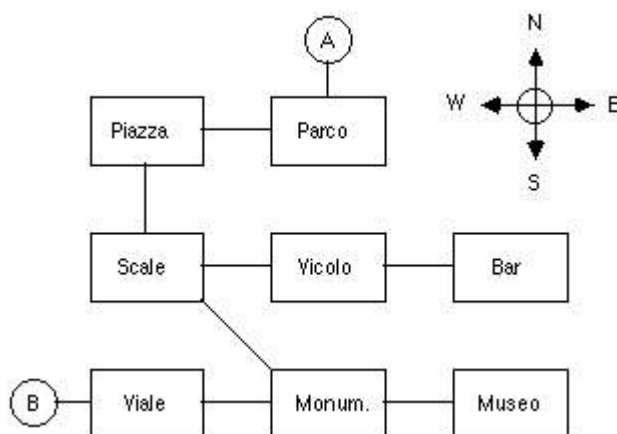 A
N
W
E
S
Piazza
Parco
Scale
Vicolo
Bar
B
Viale
Monum.
Museo